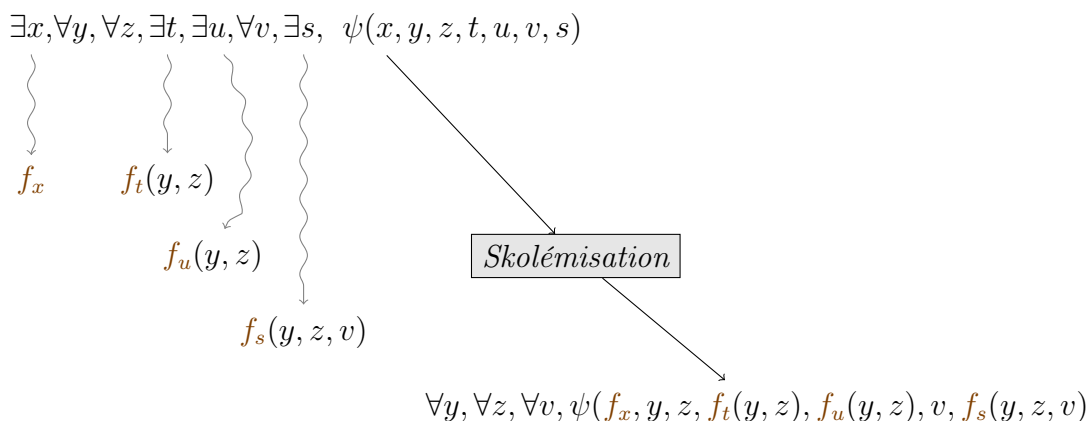 ∃x,∀y, ∀z, ∃t, ∃u,∀v, ∃s, ψ(x, y, z, t, u, v, s)
f_x f_t(y, z)
f_u(y, z)
Skolémisation
f_s(y, z, v)
∀y, ∀z, ∀v, ψ(f_x, y, z, f_t(y, z), f_u(y, z), v, f_s(y, z, v)